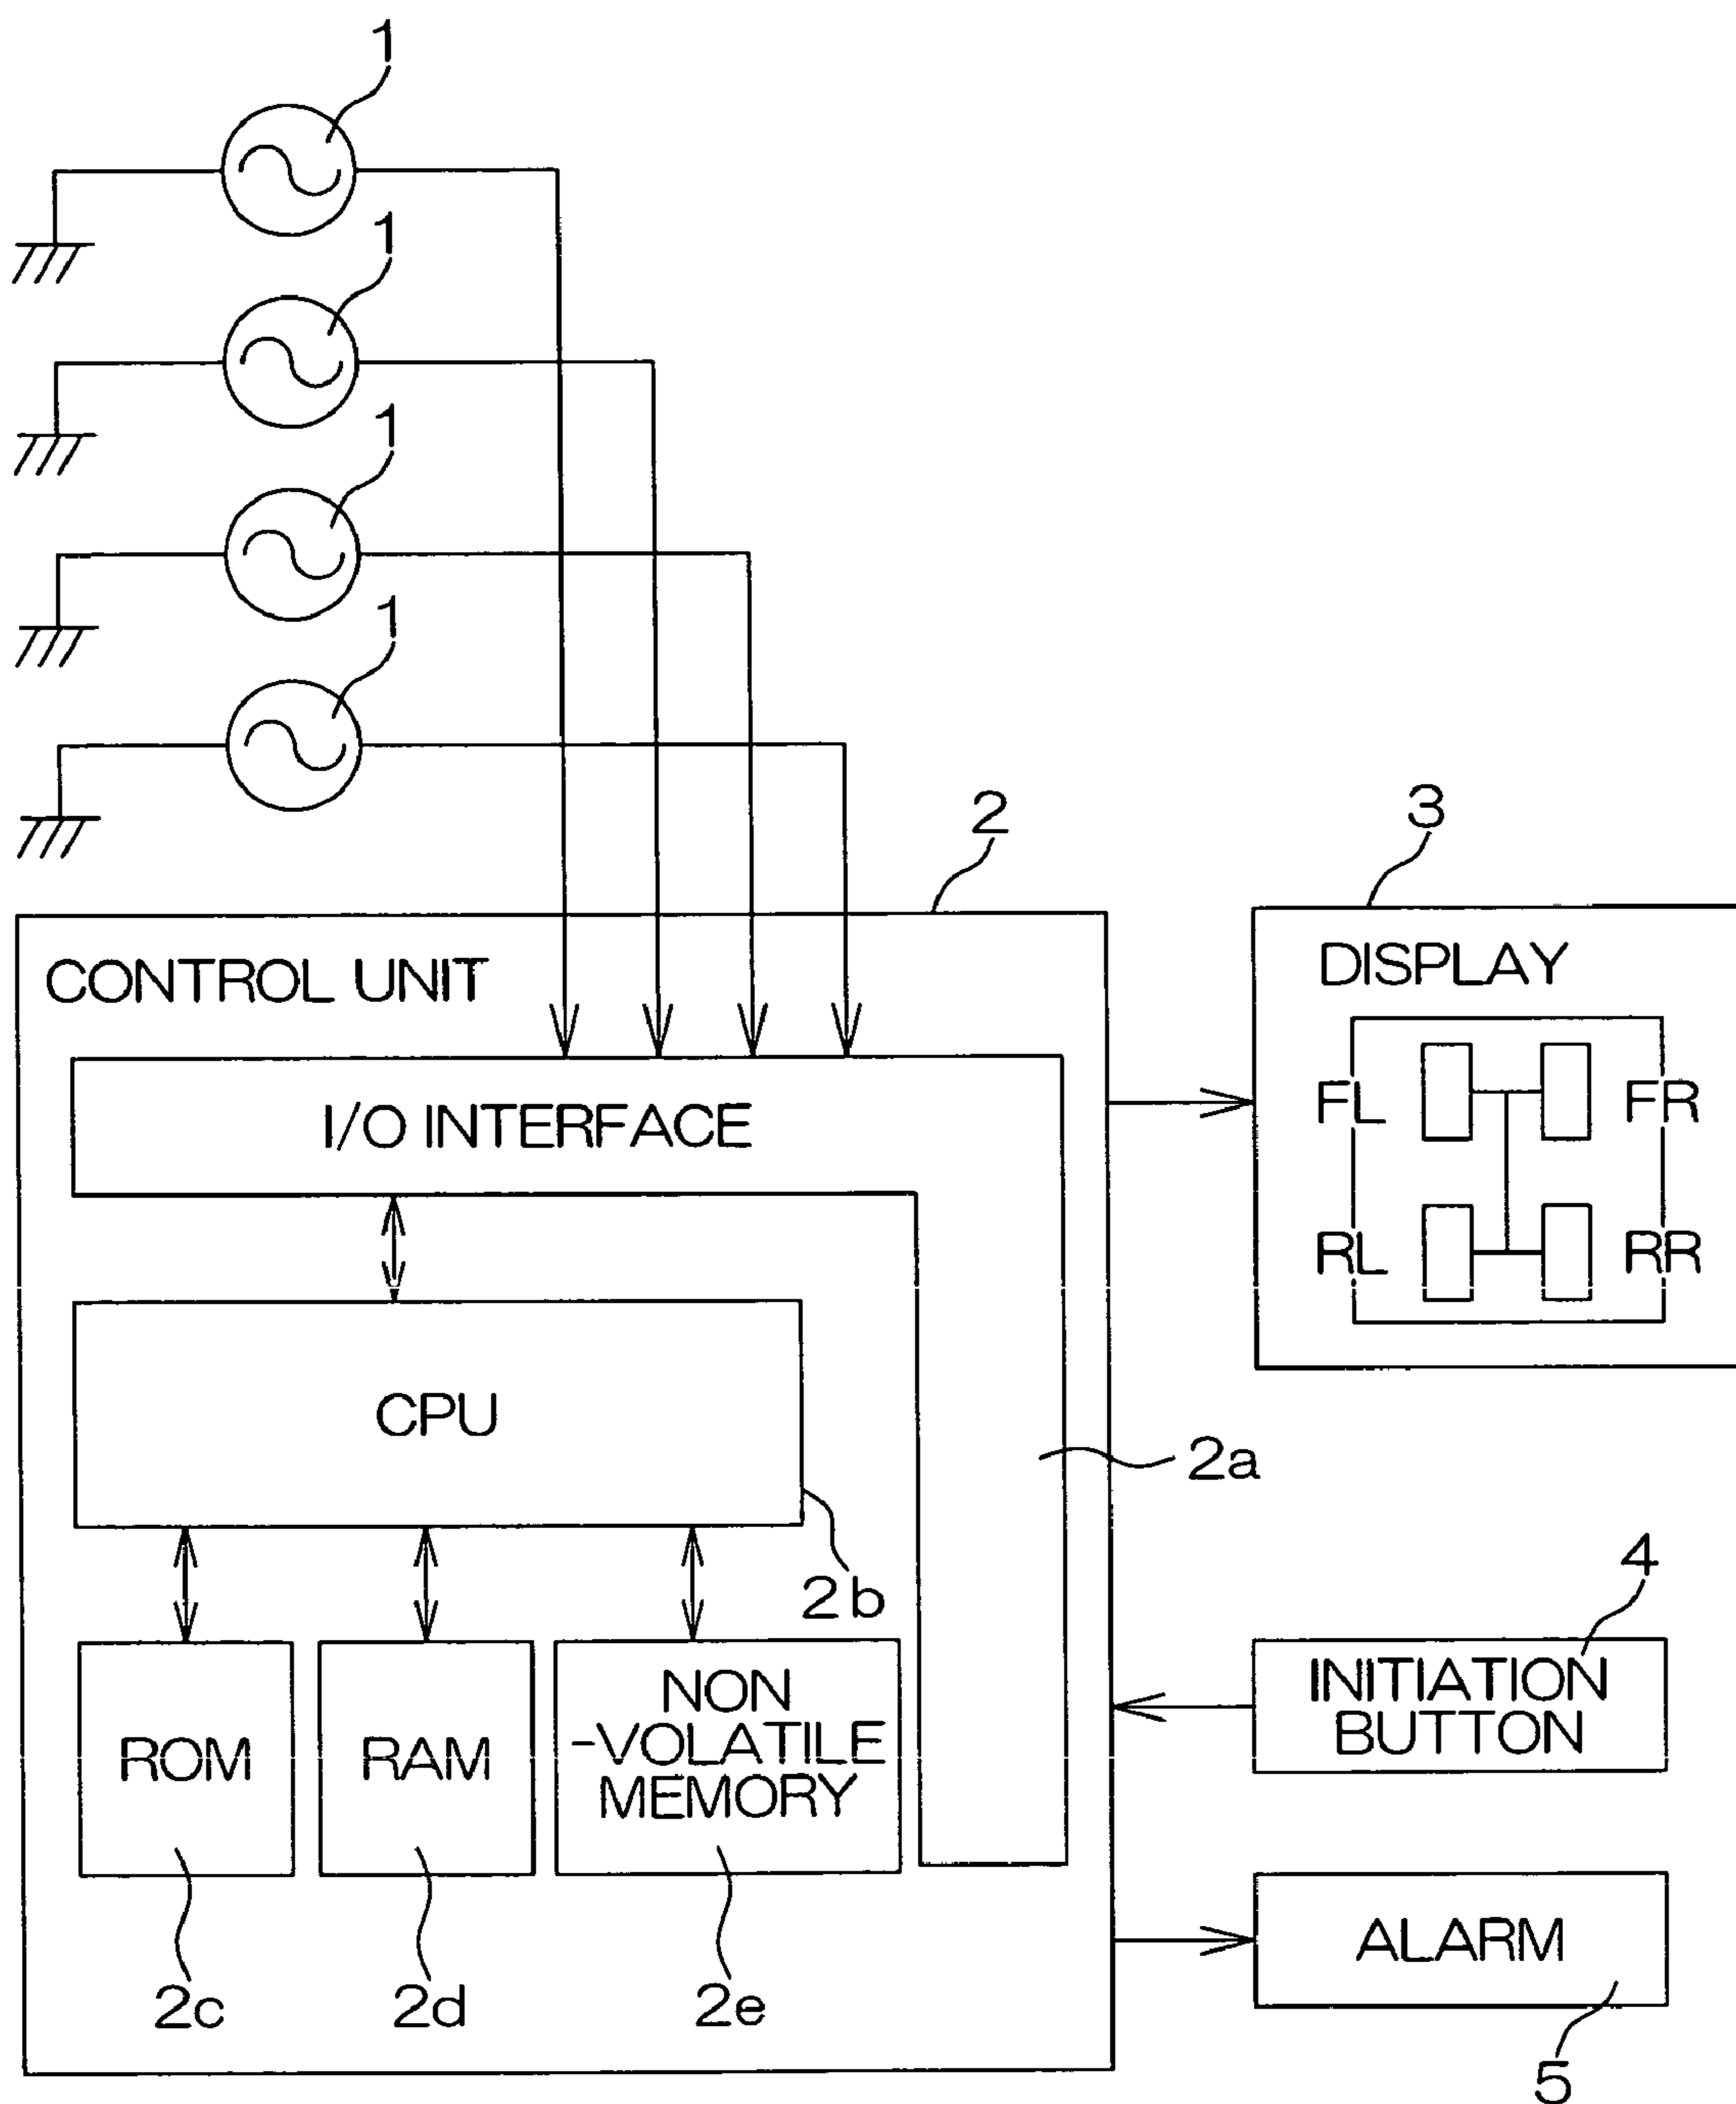 1
1
1
1
2
3
CONTROL UNIT
DISPLAY
I/O INTERFACE
FL
FR
RL
RR
CPU
2a
2b
4
INITIATION
BUTTON
NON
-VOLATILE
MEMORY
ROM
RAM
ALARM
2c
2d
2e
5